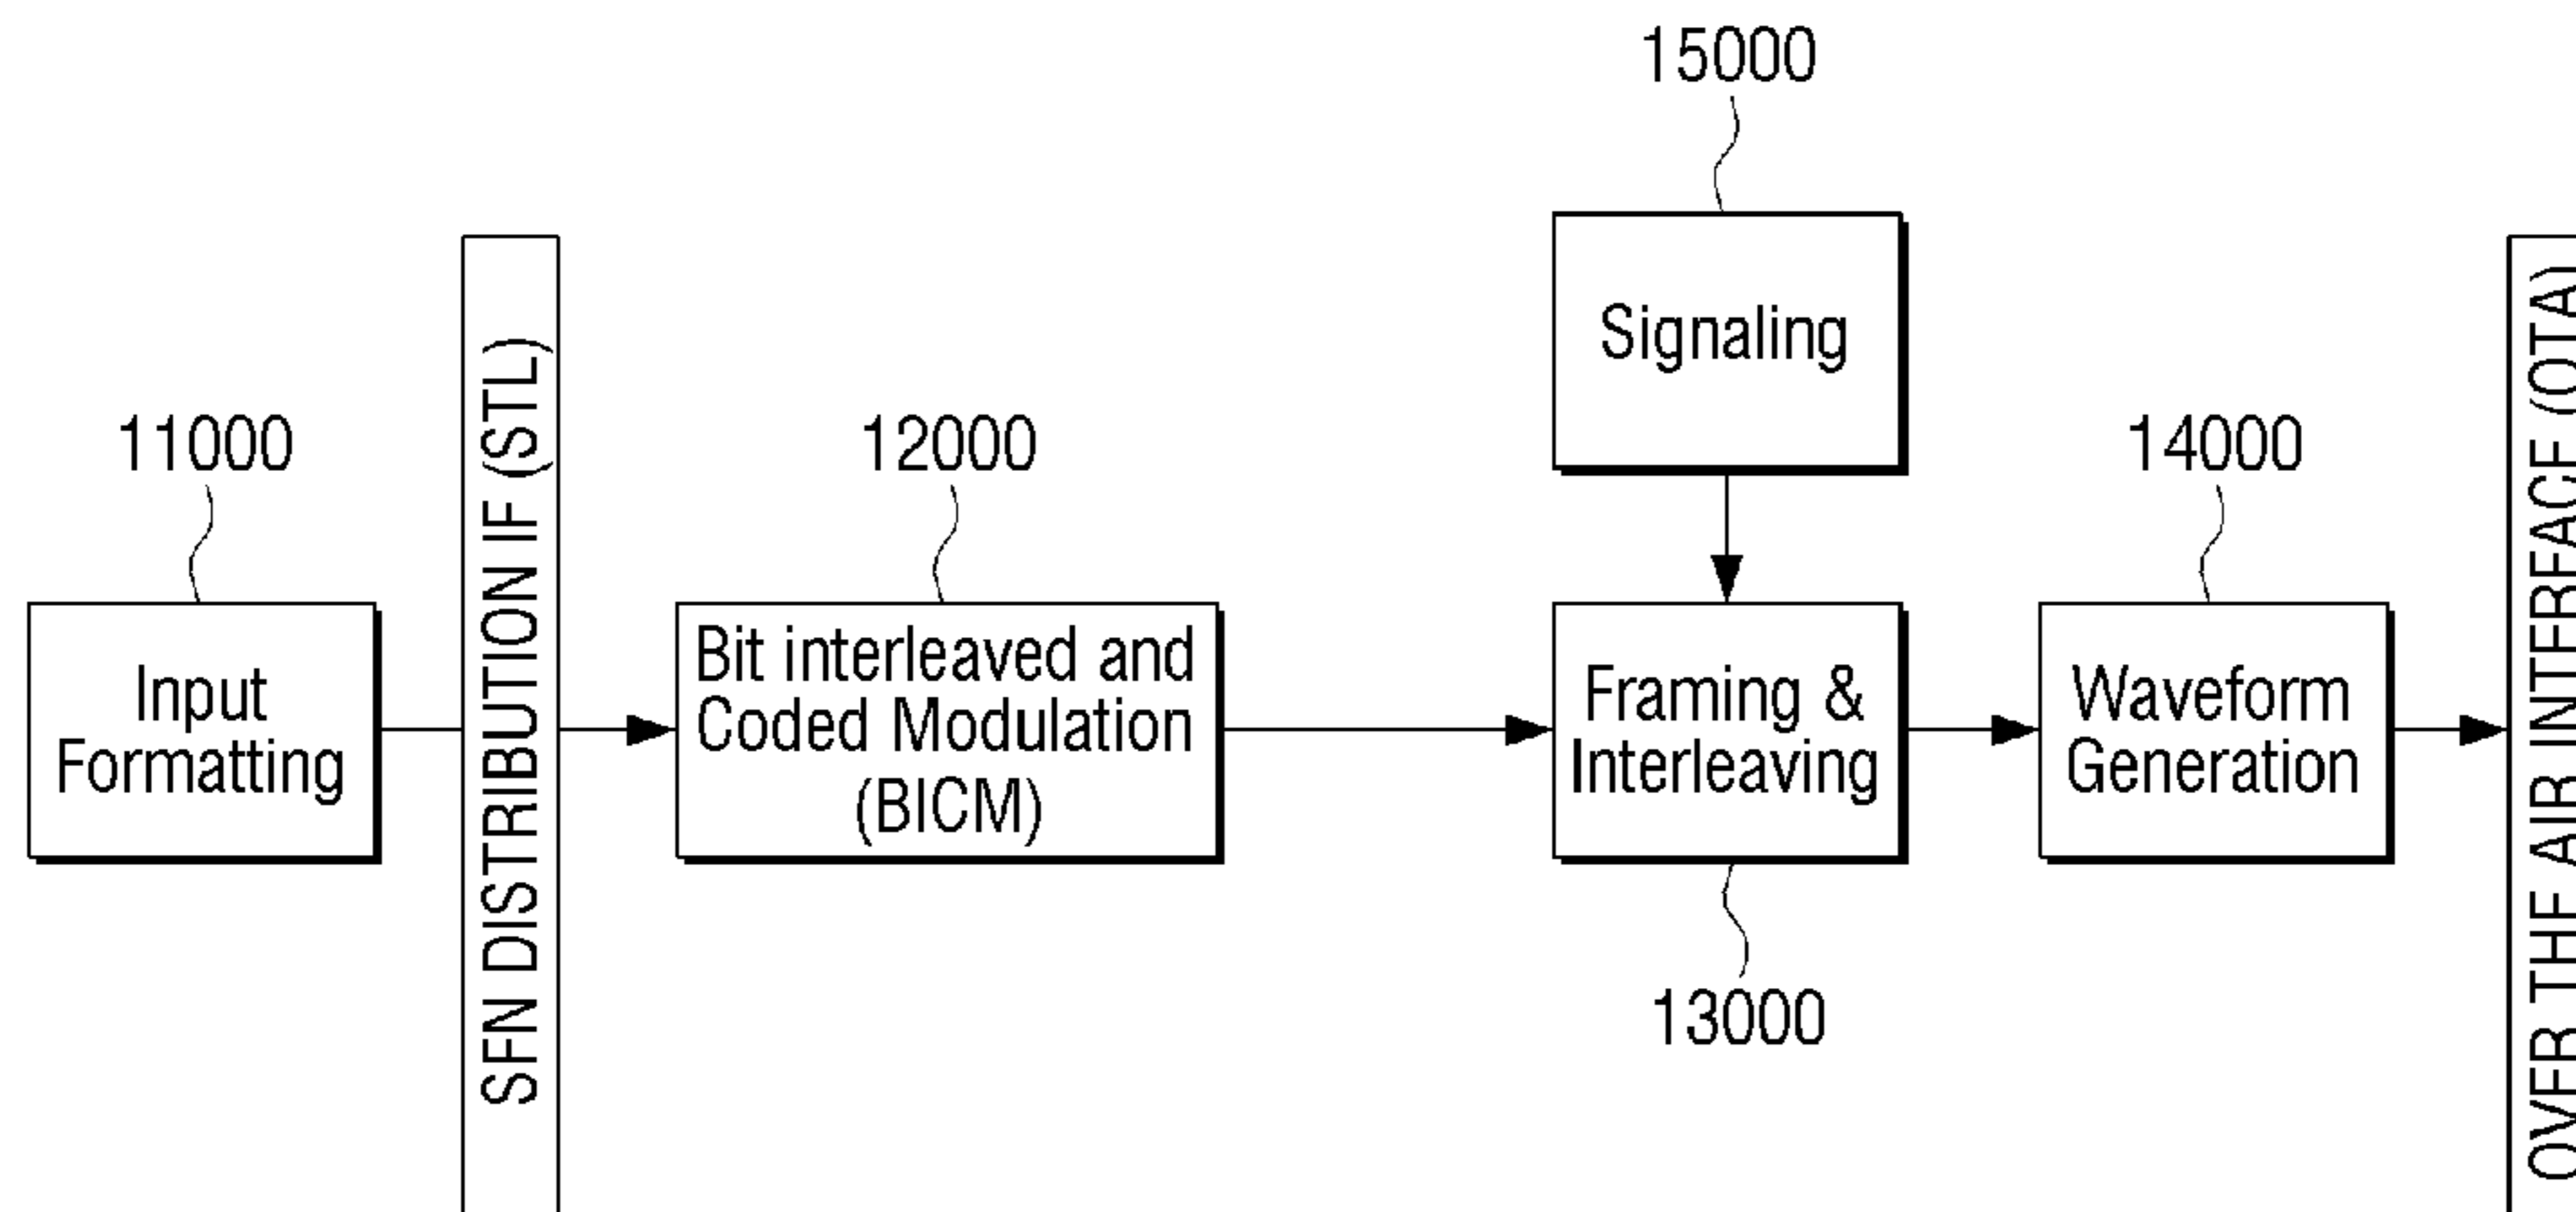 15000
Signaling
11000
12000
14000
SFN DISTRIBUTION IF (STL)
OVER THE AIR INTERFACE (OTA)
Input
Formatting
Bit interleaved and
Coded Modulation
(BICM)
Framing &
Interleaving
Waveform
Generation
13000